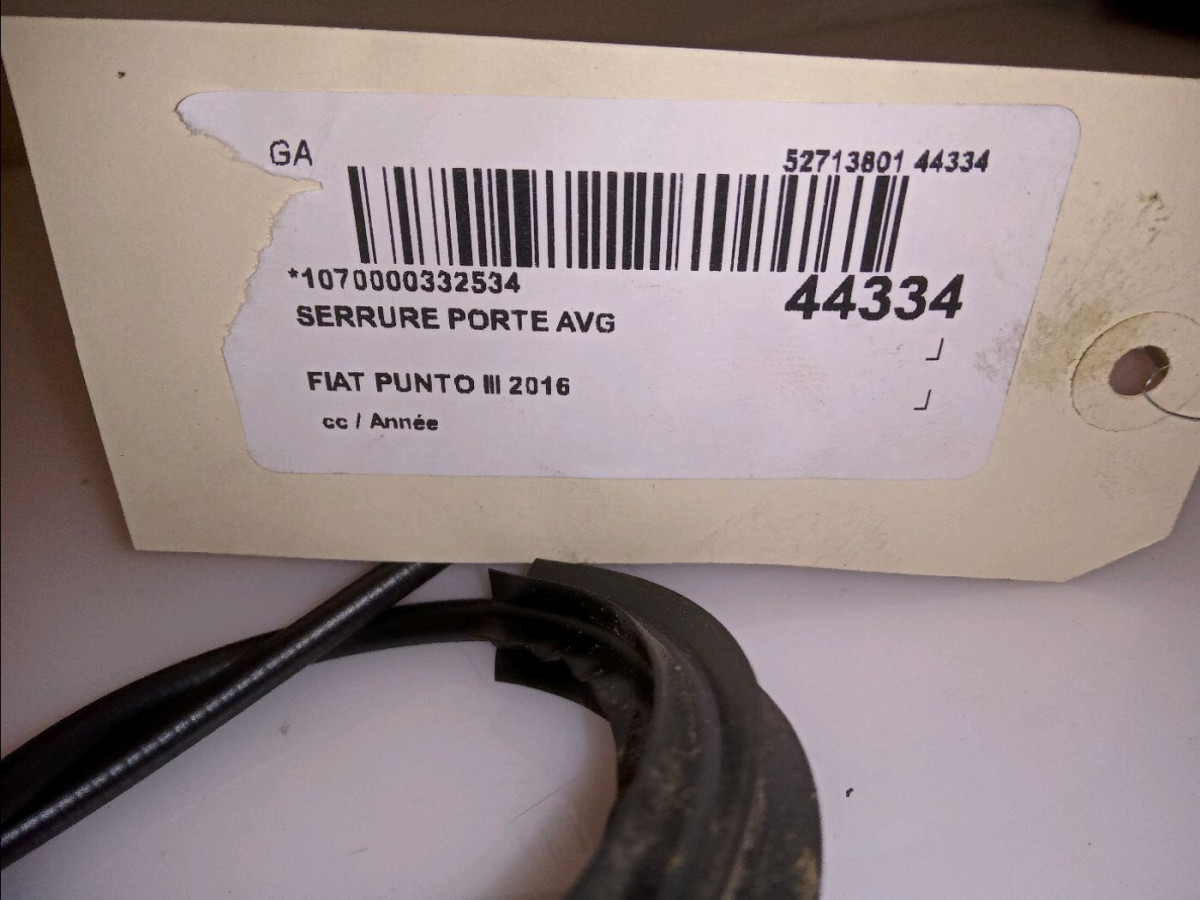 GA
52713801 44334
*1070000332534
44334
SERRURE PORTE AVG
FIAT PUNTO III 2016
cc / Année